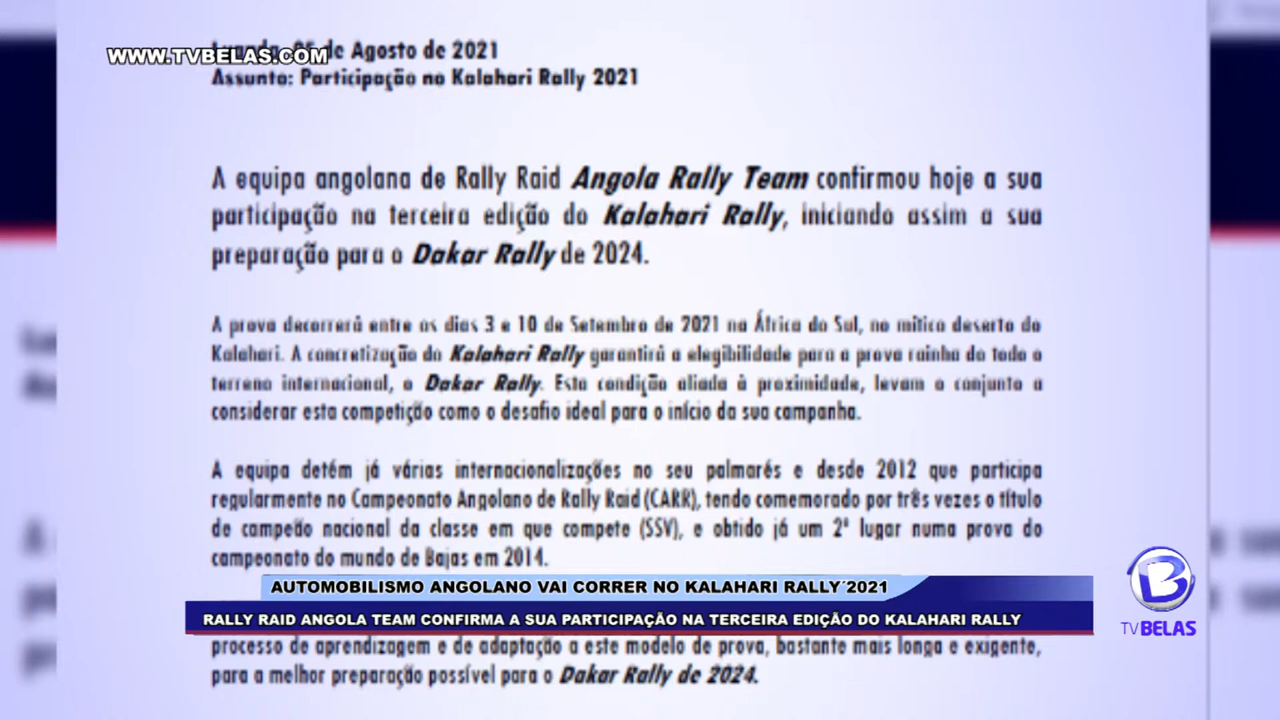 WWW.TVBELAS.COM
de Agosto de 2021
Assunto: Participação no Kalahari Rally 2021
A equipa angolana de Rally Raid Angola Rally Team confirmou hoje a sua
participação na terceira edição do Kalahari Rally, iniciando assim a sua
preparação para o Dakar Rally de 2024.
A prova decorrerá entre os dias 3 e 10 de Setembro de 2021 na África do Sul, no mítico deserto do
Kalahari. A concretização do Kalahari Rally garantirá a elegibilidade para a prova rainha do todo o
terreno internacional, o Dakar Rally. Esta condição aliada à proximidade, levam o conjunto a
considerar esta competição como o desafio ideal para o início da sua campanha.
A equipa detém já várias internacionalizações no seu palmarés e desde 2012 que participa
regularmente no Campeonato Angolano de Rally Raid (CARR), tendo comemorado por três vezes o título
de campeão nacional da classe em que compete (SSV), e obtido já um 2º lugar numa prova do
campeonato do mundo de Bajas em 2014.
AUTOMOBILISMO ANGOLANO VAI CORRER NO KALAHARI RALLY´2021
RALLY RAID ANGOLA TEAM CONFIRMA A SUA PARTICIPAÇÃO NA TERCEIRA EDIÇÃO DO KALAHARI RALLY
processo de aprendizagem e de adaptação a este modelo de prova, bastante mais longa e exigente,
para a melhor preparação possível para o Dakar Rally de 2024.
B
TVBELAS